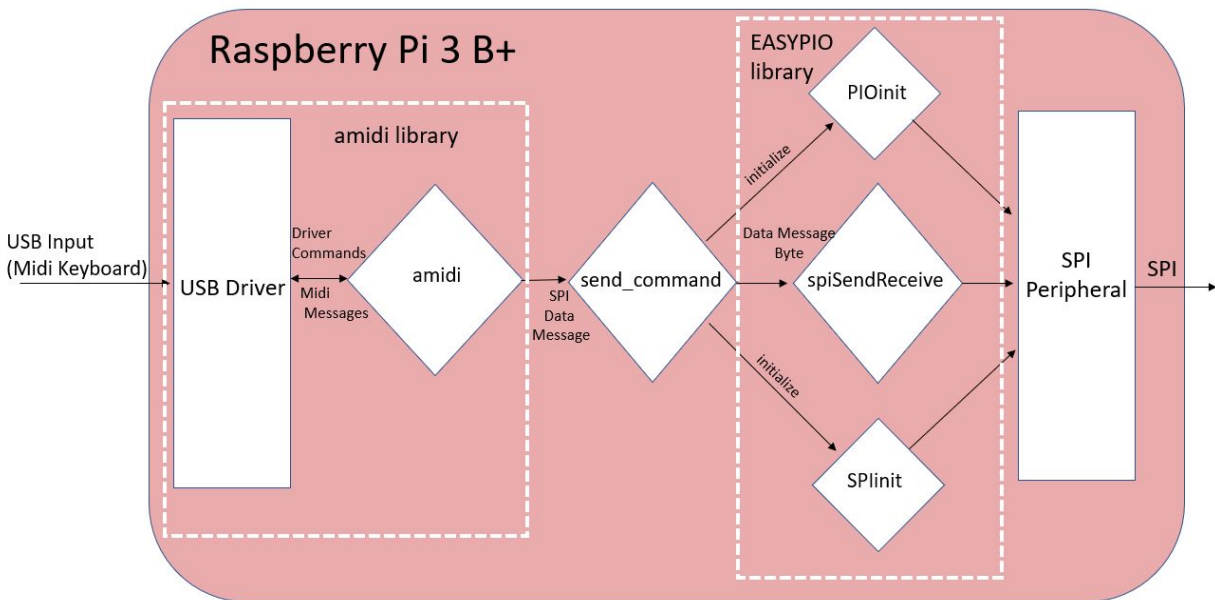 Raspberry Pi 3 B+
EASYPIO
library
PIOinit
amidi library
initialize
USB Input
(Midi Keyboard)
USB Driver
Driver
Commands
Midi
Messages
amidi
SPI
Data
Message
send_command
Data Message
Byte
spiSendReceive
SPI
Peripheral
SPI
initialize
SPIinit